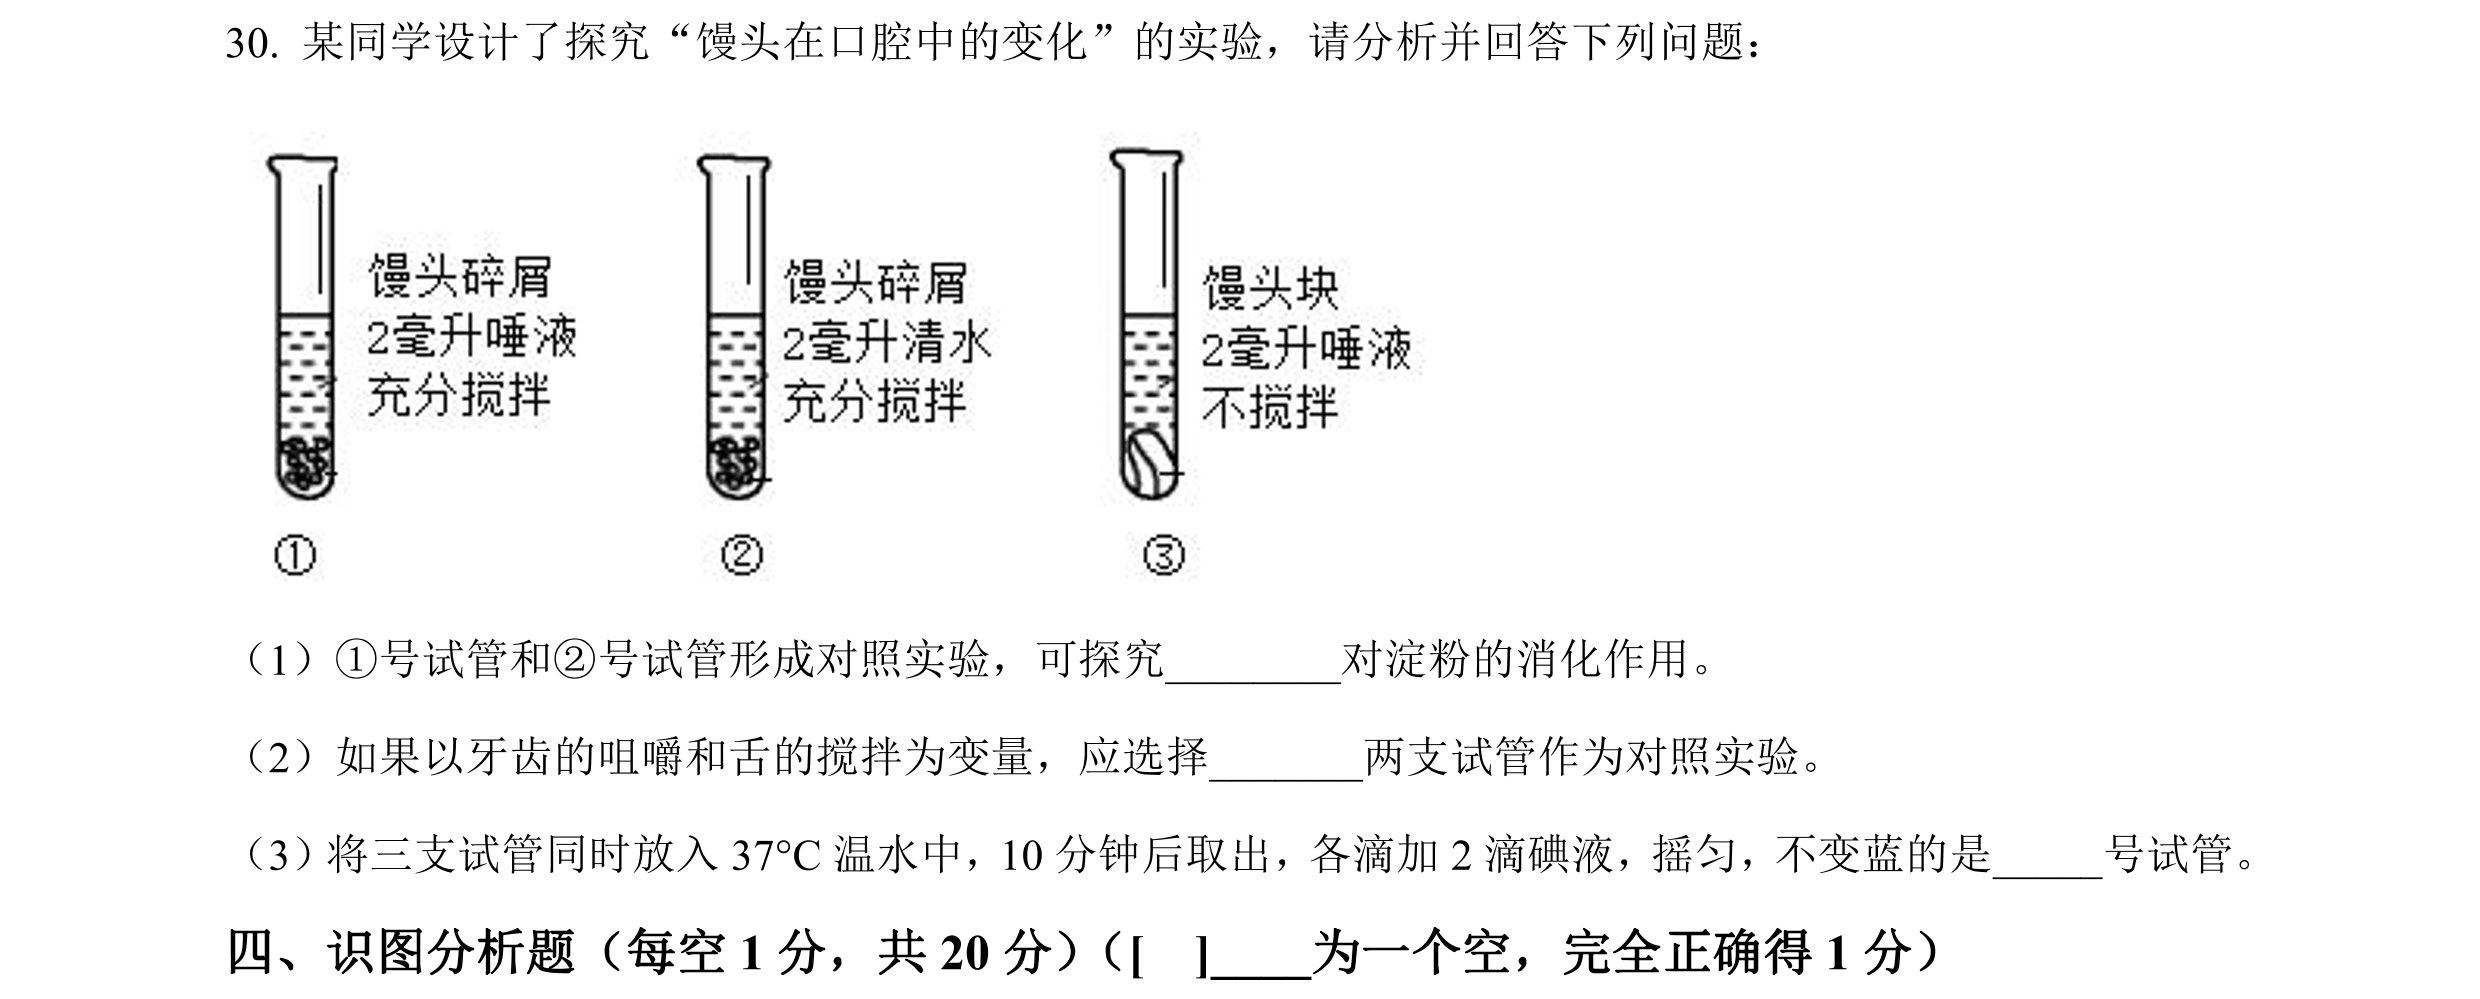 30. 某同学设计了探究“馒头在口腔中的变化”的实验，请分析并回答下列问题：
馒头碎屑
2毫升唾液
充分搅拌
①
馒头碎屑
2毫升清水
充分搅拌
②
馒头块
2毫升唾液
不搅拌
③
（1）①号试管和②号试管形成对照实验，可探究________对淀粉的消化作用。
（2）如果以牙齿的咀嚼和舌的搅拌为变量，应选择_______两支试管作为对照实验。
（3）将三支试管同时放入 37°C 温水中，10 分钟后取出，各滴加 2 滴碘液，摇匀，不变蓝的是_____号试管。
四、识图分析题（每空 1 分，共 20 分）（[ ]____为一个空，完全正确得 1 分）